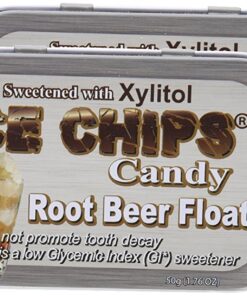 Sweetened with Xylitol
Sweetened with Xylitol
CE CHIPS®
Candy
Root Beer Float
not promote tooth decay
is a low Glycemic Index (GI*) sweetener
50g (1.76 OZ)